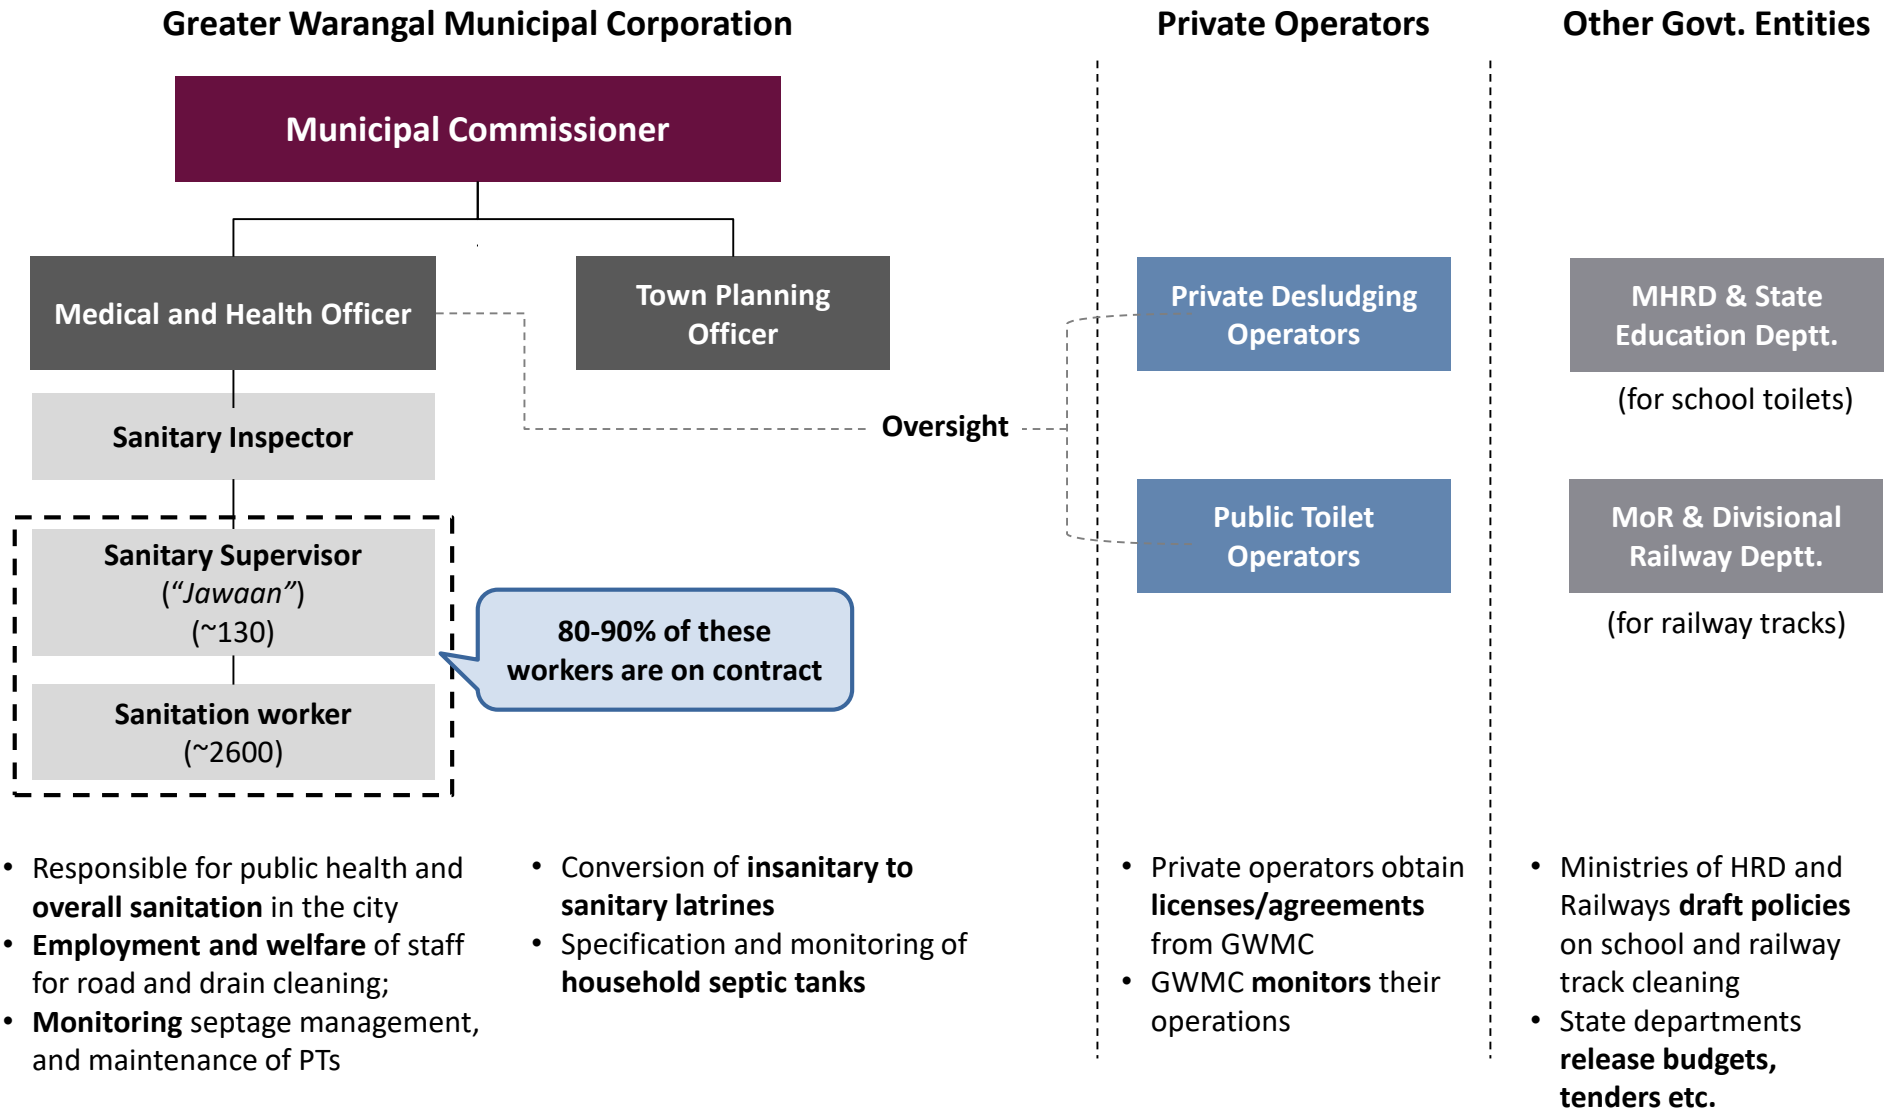 Greater Warangal Municipal Corporation
Private Operators
Other Govt. Entities
Municipal Commissioner
Medical and Health Officer
Town Planning
Officer
Private Desludging
Operators
MHRD & State
Education Deptt.
(for school toilets)
Sanitary Inspector
Oversight
Sanitary Supervisor
(“Jawaan”)
(~130)
Public Toilet
Operators
MoR & Divisional
Railway Deptt.
(for railway tracks)
80-90% of these
workers are on contract
Sanitation worker
(~2600)
• Responsible for public health and
overall sanitation in the city
• Employment and welfare of staff
for road and drain cleaning;
• Monitoring septage management,
and maintenance of PTs
• Conversion of insanitary to
sanitary latrines
• Specification and monitoring of
household septic tanks
• Private operators obtain
licenses/agreements
from GWMC
• GWMC monitors their
operations
• Ministries of HRD and
Railways draft policies
on school and railway
track cleaning
• State departments
release budgets,
tenders etc.